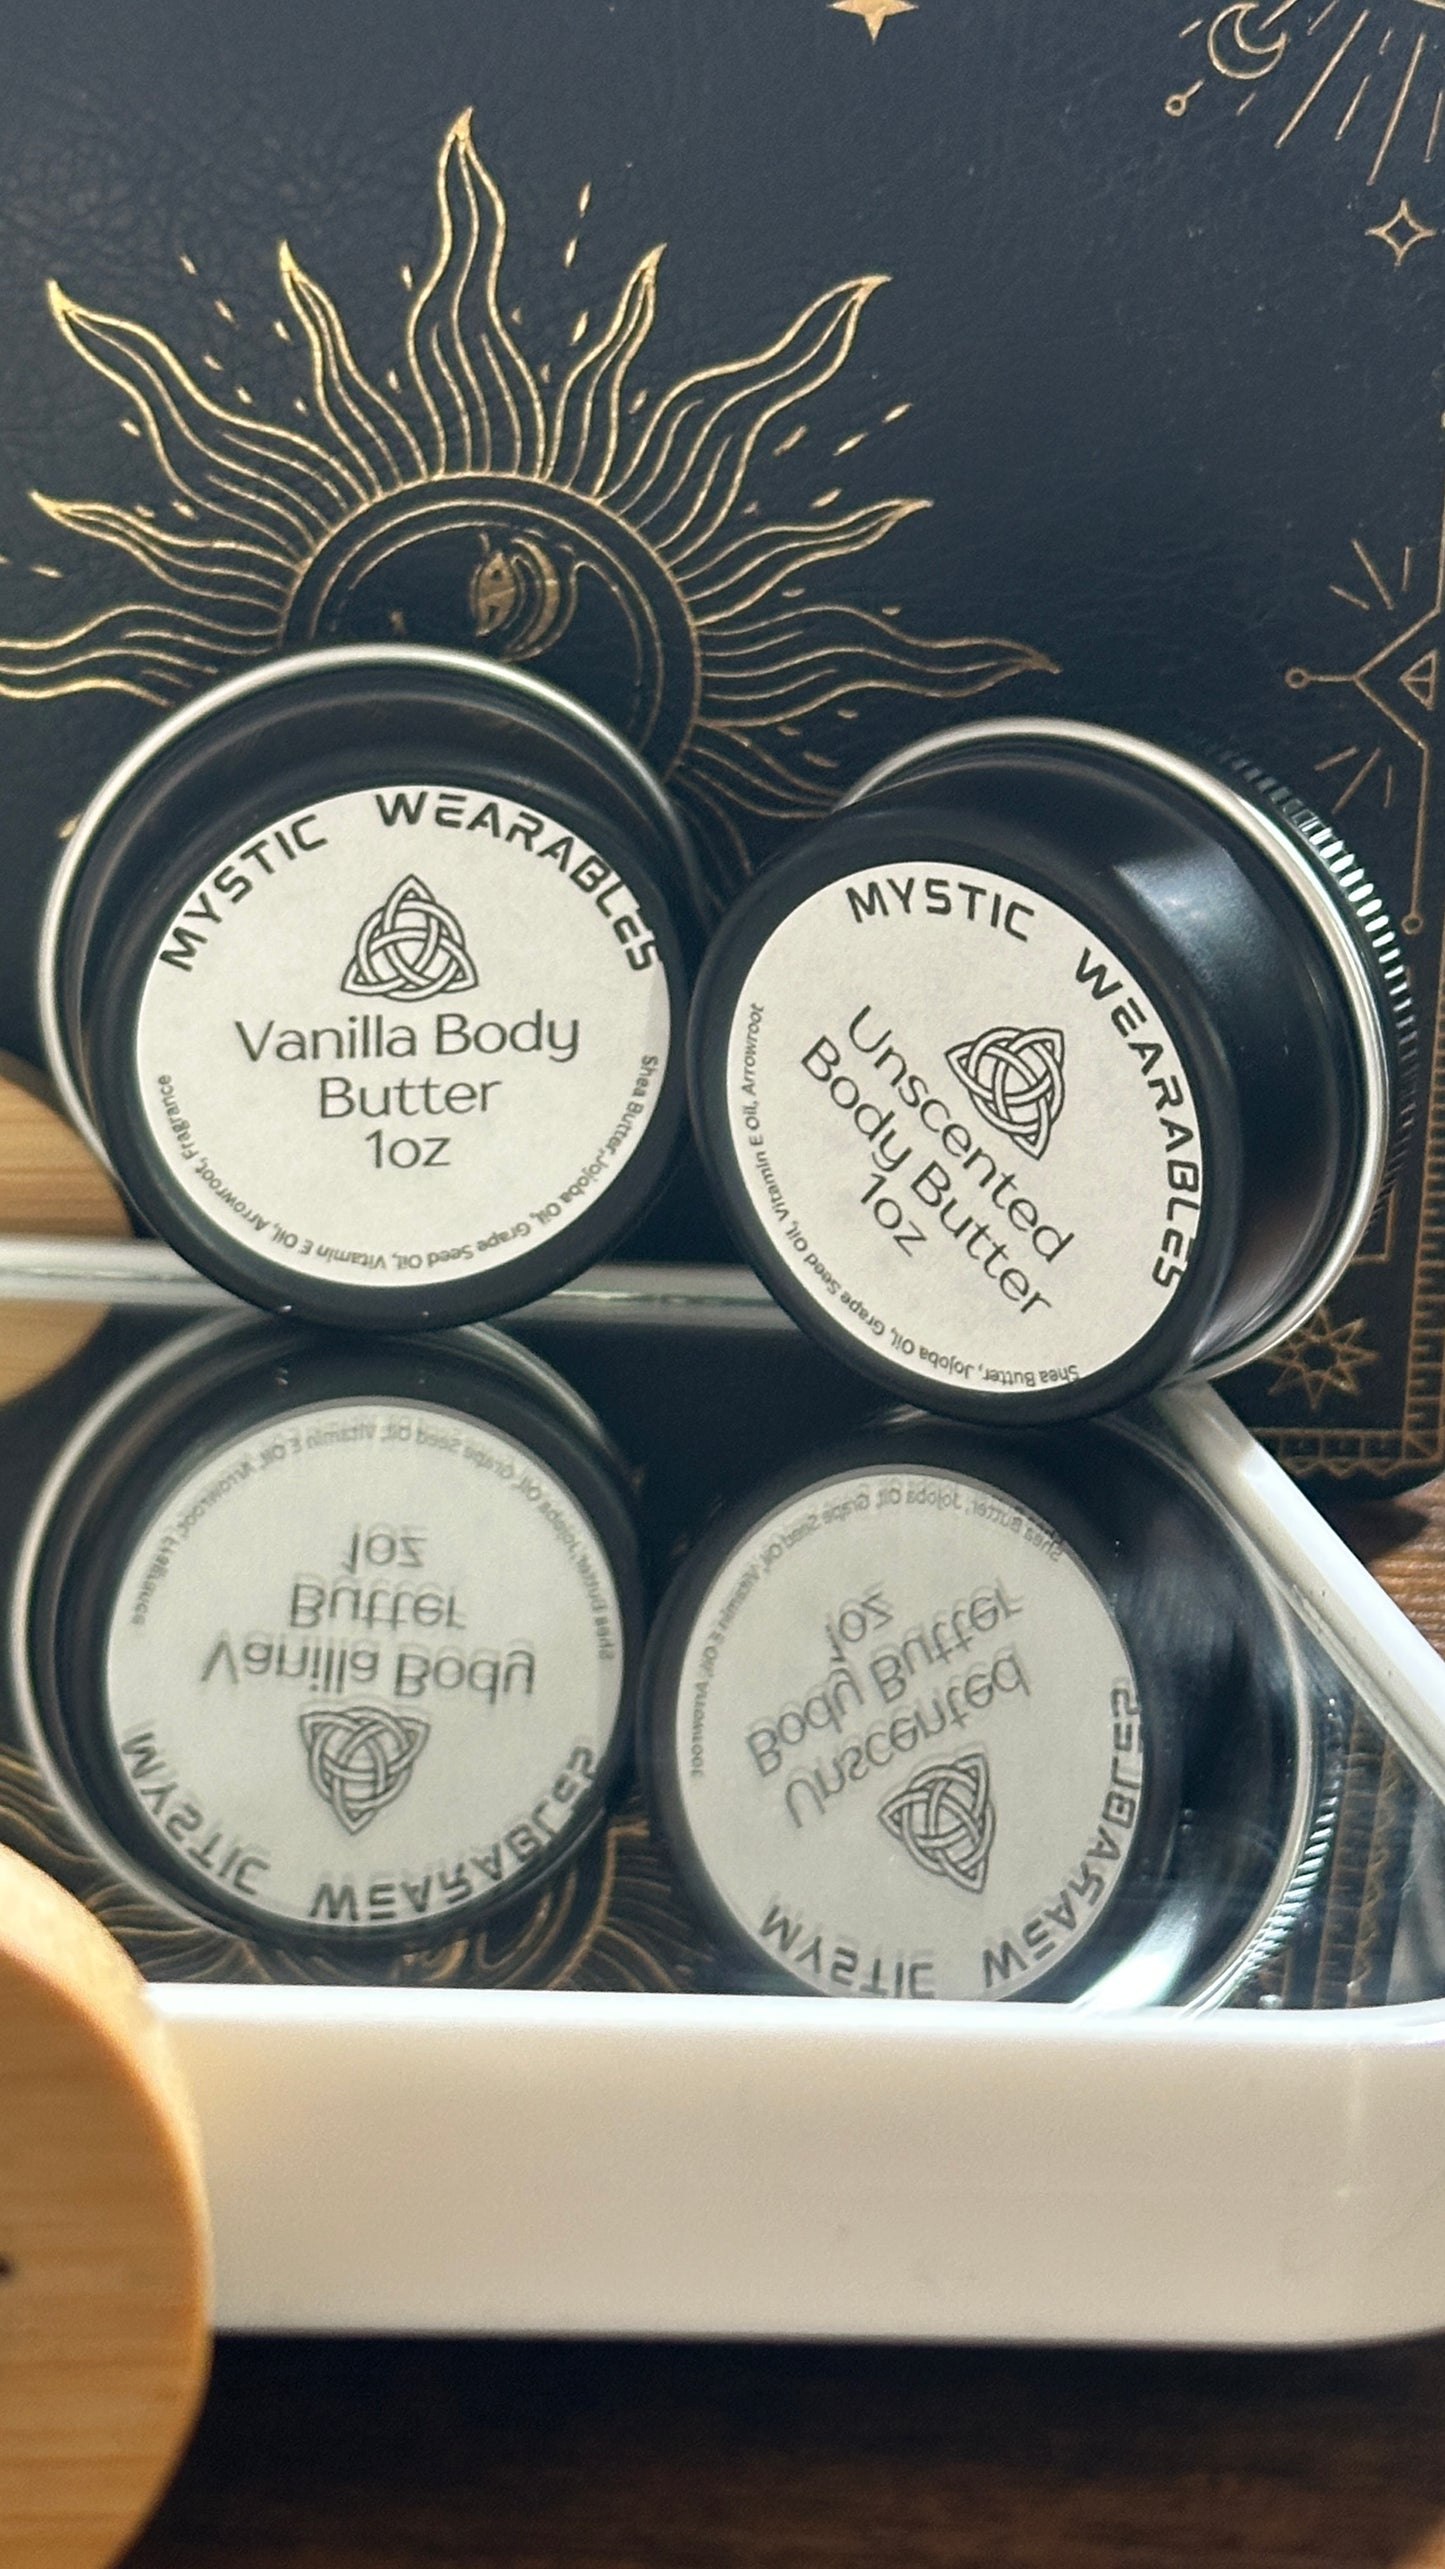 MYSTIC WEARABLES
Vanilla Body
Butter
1oz
Shea Butter, Jojoba Oil, Grape Seed Oil, Vitamin E Oil, Arrowroot, Fragrance
MYSTIC WEARABLES
Unscented
Body Butter
1oz
Shea Butter, Jojoba Oil, Grape Seed Oil, Vitamin E Oil, Arrowroot